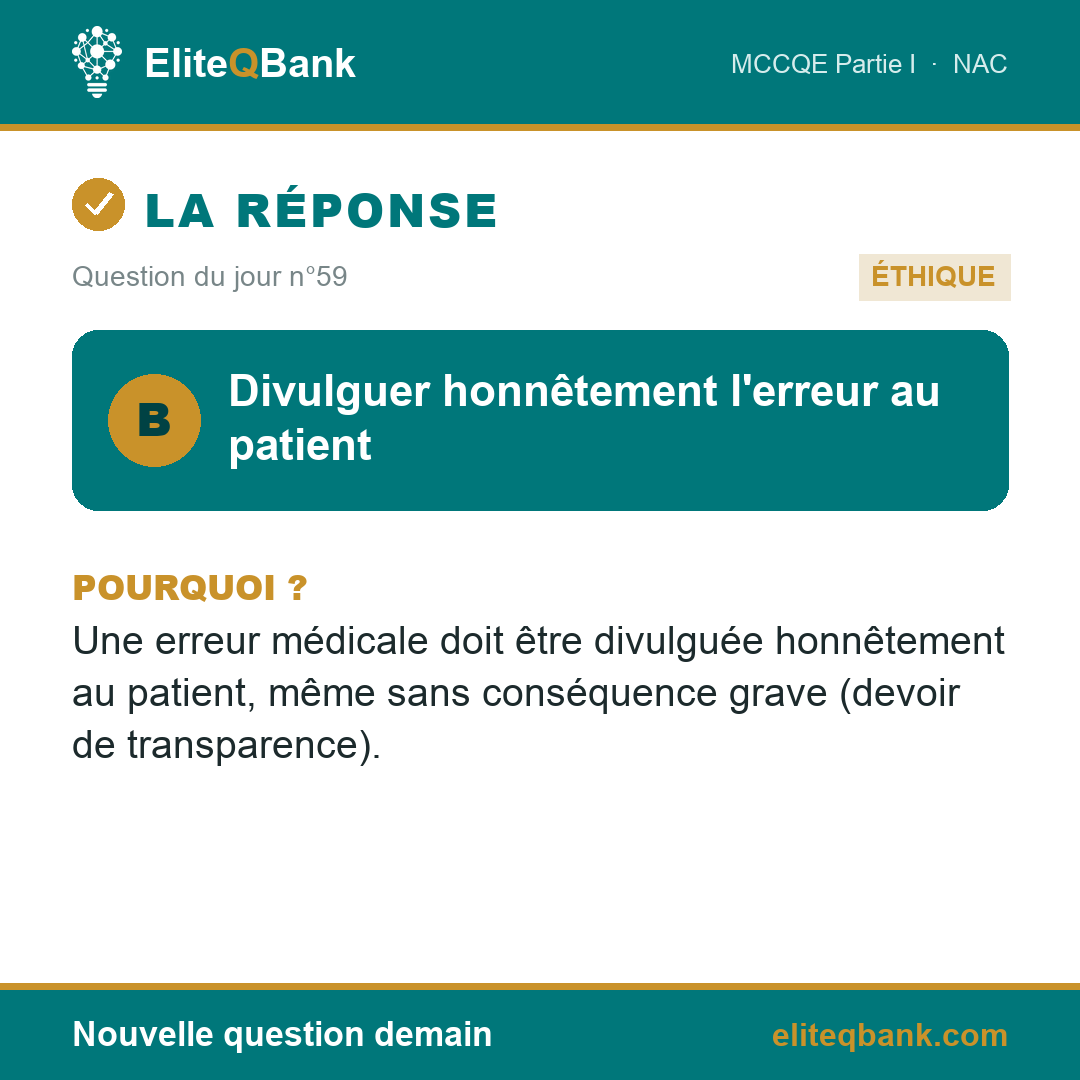 EliteQBank
MCCQE Partie I · NAC
LA RÉPONSE
Question du jour n°59
ÉTHIQUE
B
Divulguer honnêtement l'erreur au
patient
POURQUOI ?
Une erreur médicale doit être divulguée honnêtement
au patient, même sans conséquence grave (devoir
de transparence).
Nouvelle question demain
eliteqbank.com